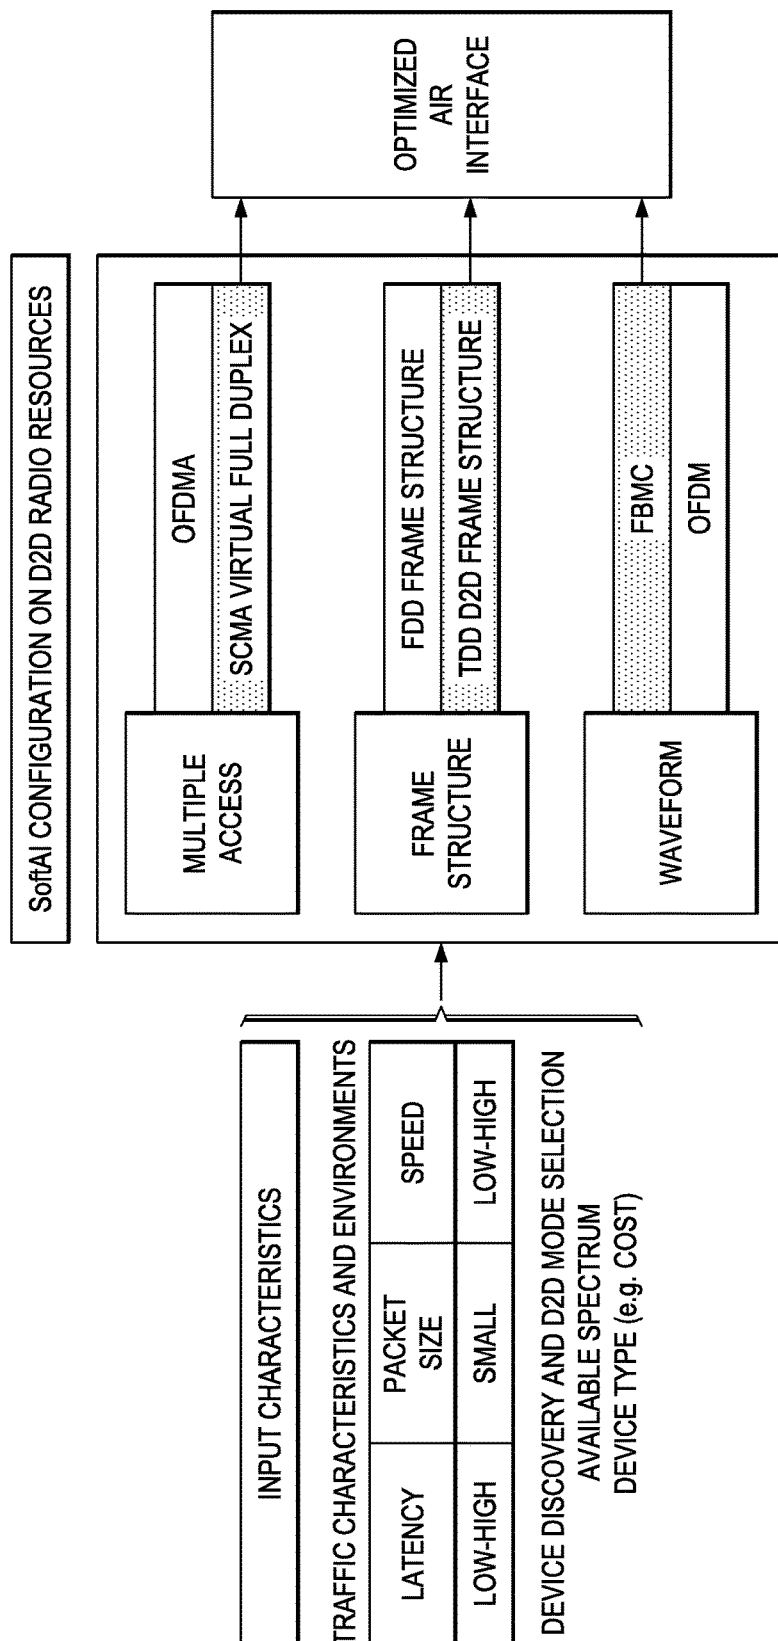 INPUT CHARACTERISTICS
TRAFFIC CHARACTERISTICS AND ENVIRONMENTS
LATENCY
PACKET
SIZE
SPEED
LOW-HIGH
SMALL
LOW-HIGH
DEVICE DISCOVERY AND D2D MODE SELECTION
AVAILABLE SPECTRUM
DEVICE TYPE (e.g. COST)
SoftAI CONFIGURATION ON D2D RADIO RESOURCES
MULTIPLE
ACCESS
OFDMA
SCMA VIRTUAL FULL DUPLEX
FRAME
STRUCTURE
FDD FRAME STRUCTURE
TDD D2D FRAME STRUCTURE
WAVEFORM
FBMC
OFDM
OPTIMIZED
AIR
INTERFACE